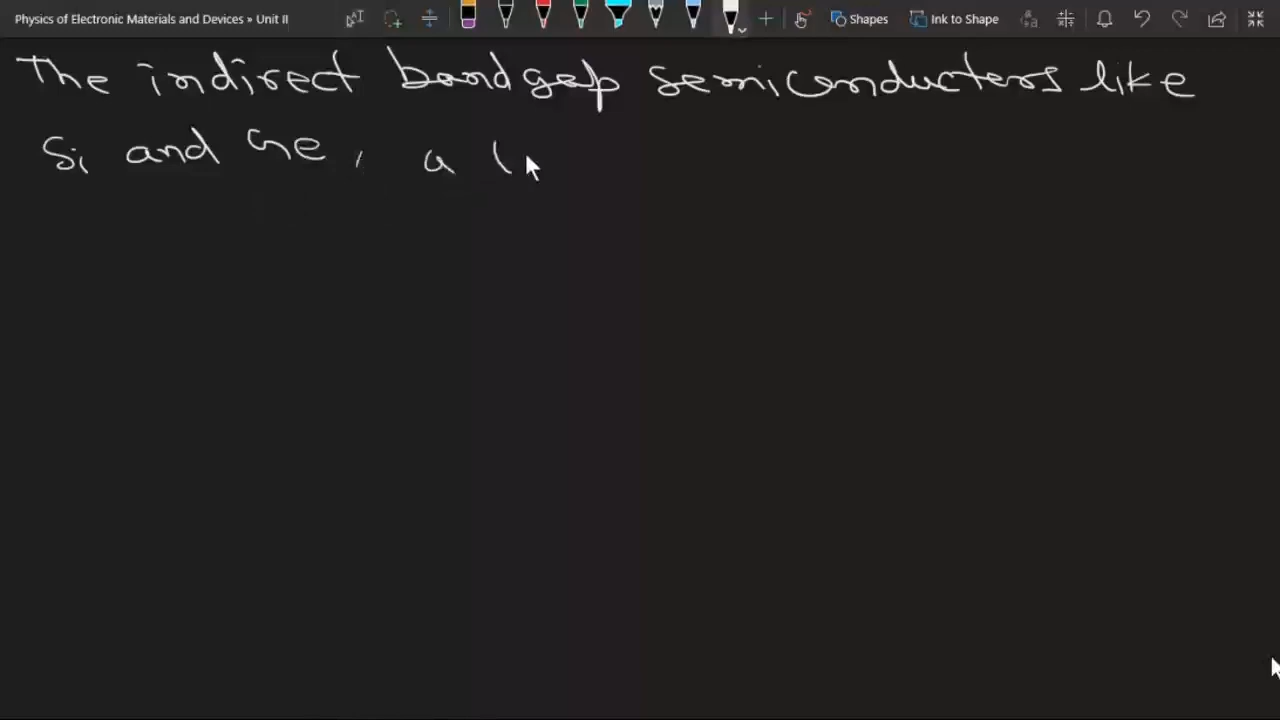 Physics of Electronic Materials and Devices » Unit II
Shapes
Ink to Shape
The indirect bandgap semiconducters like
Si and Ge, a